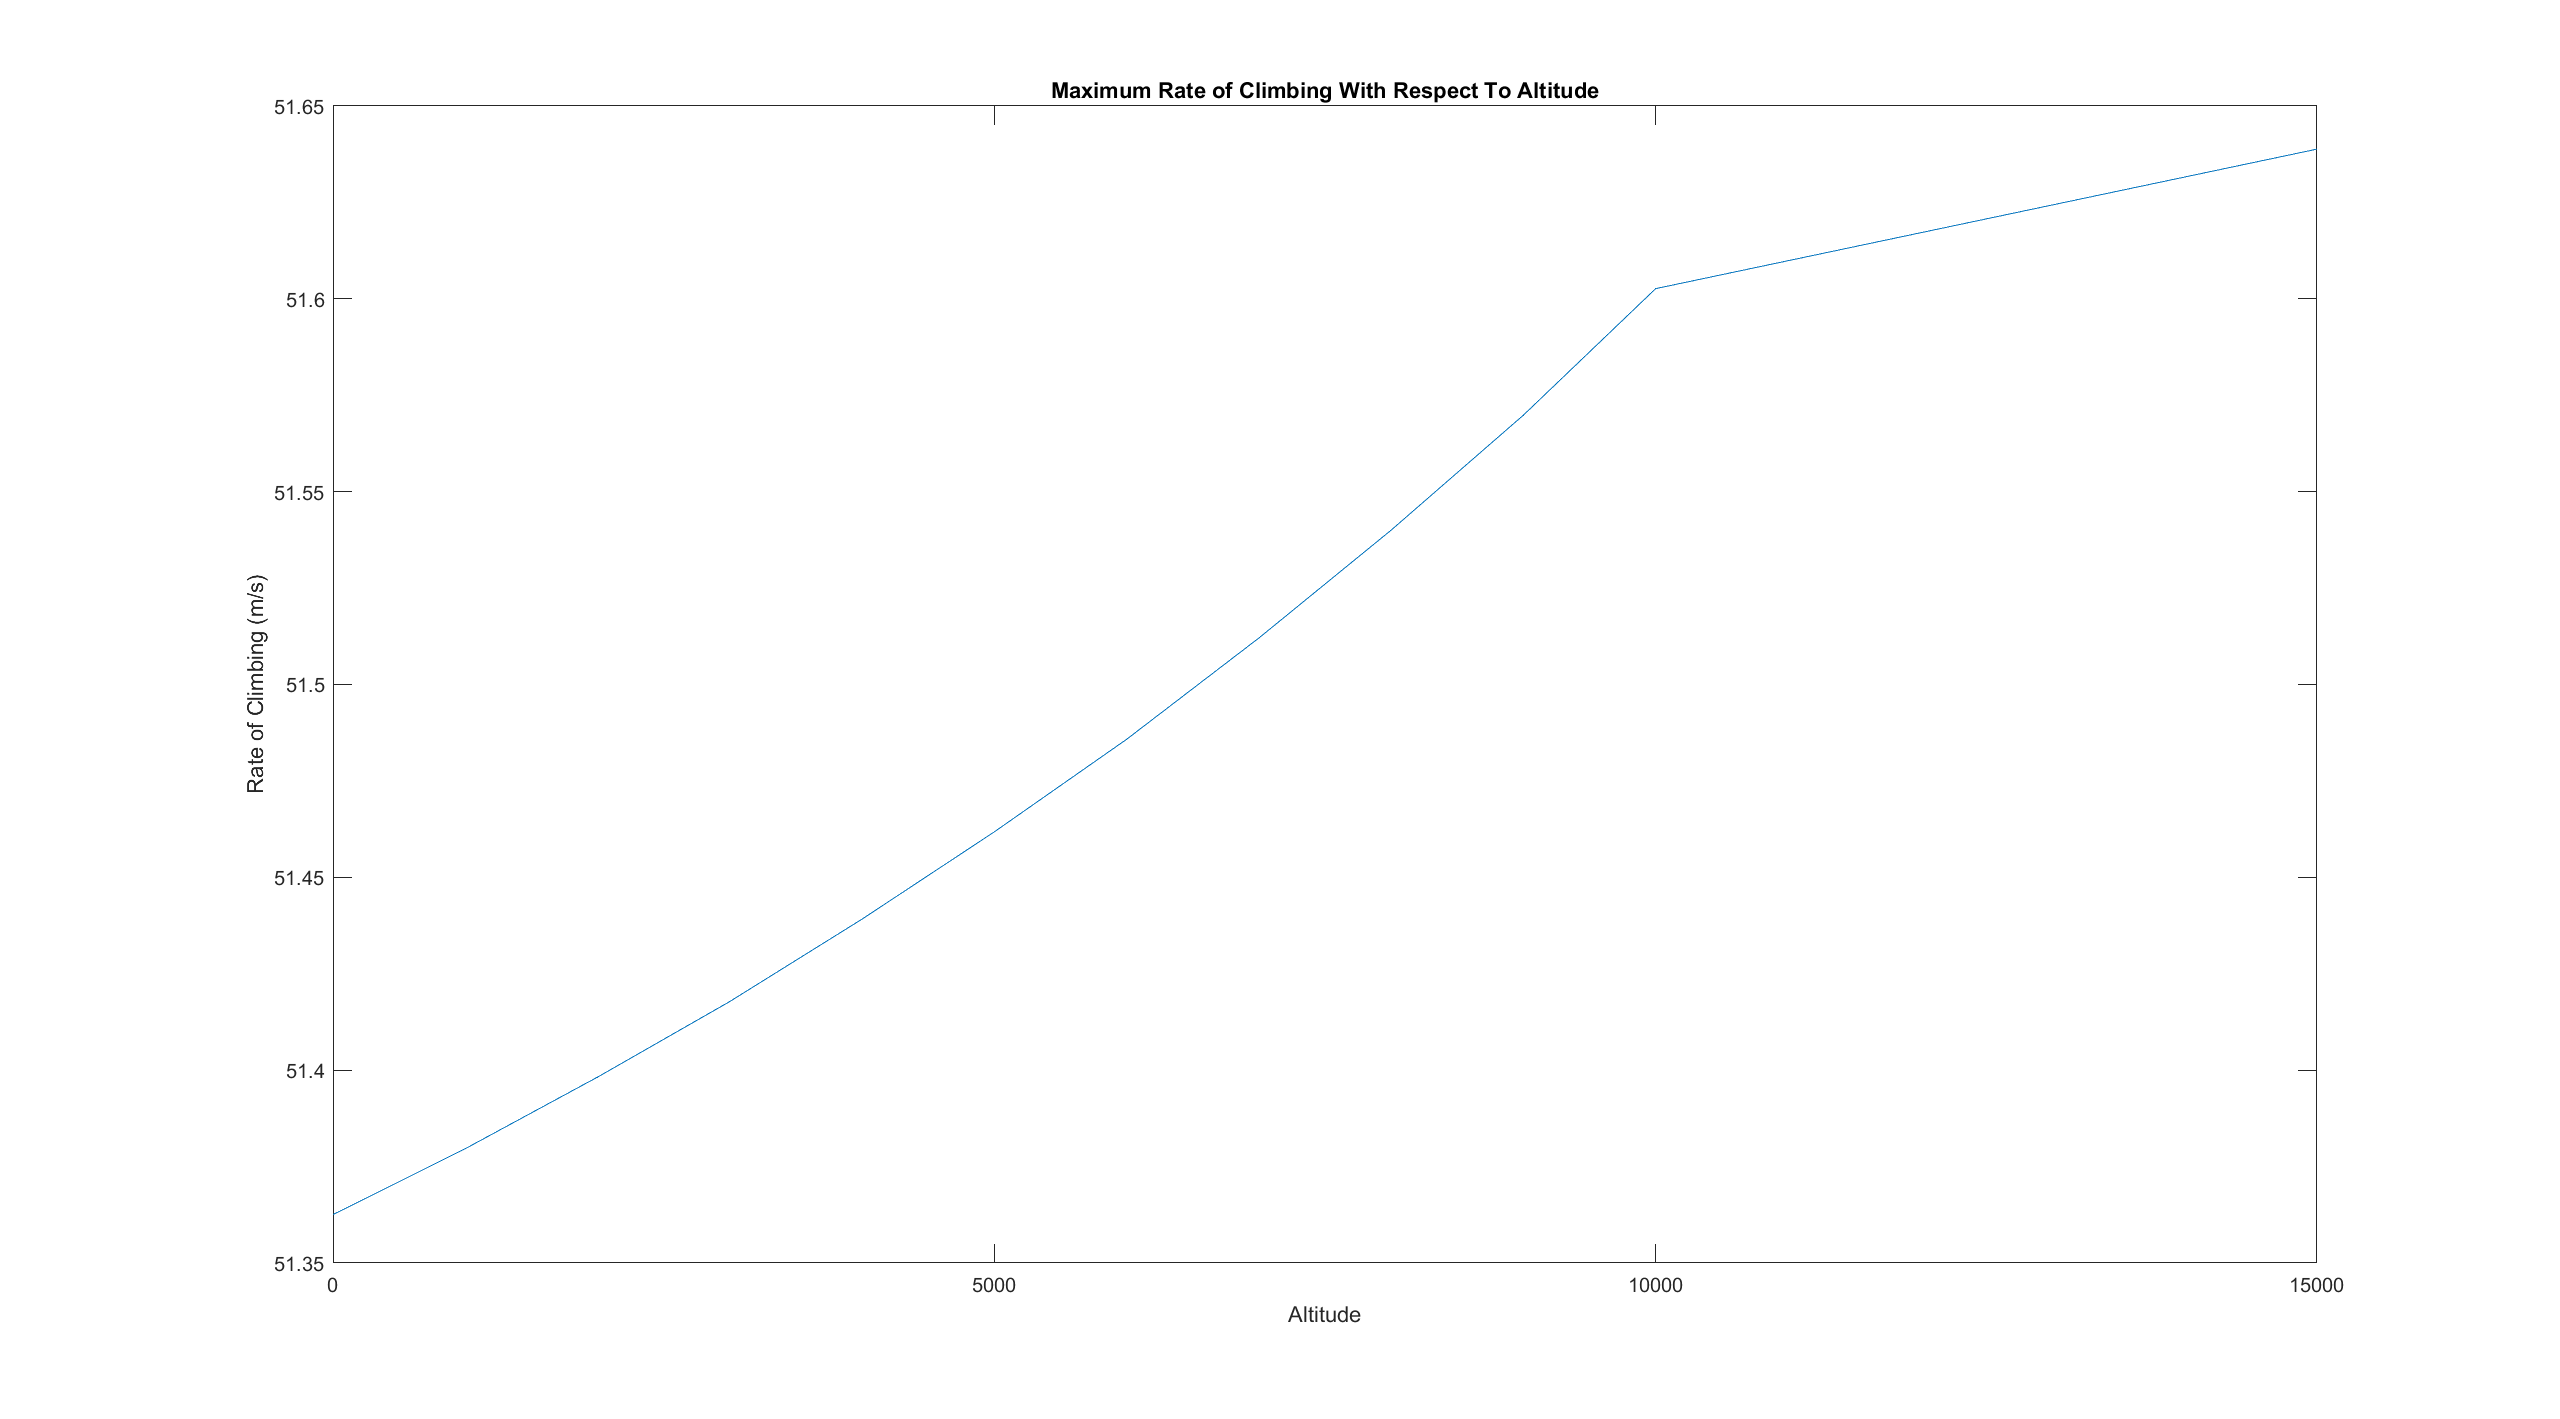 Maximum Rate of Climbing With Respect To Altitude
51.65
51.6
51.55
51.5
51.45
51.4
51.35
Rate of Climbing (m/s)
0 5000 10000 15000
Altitude